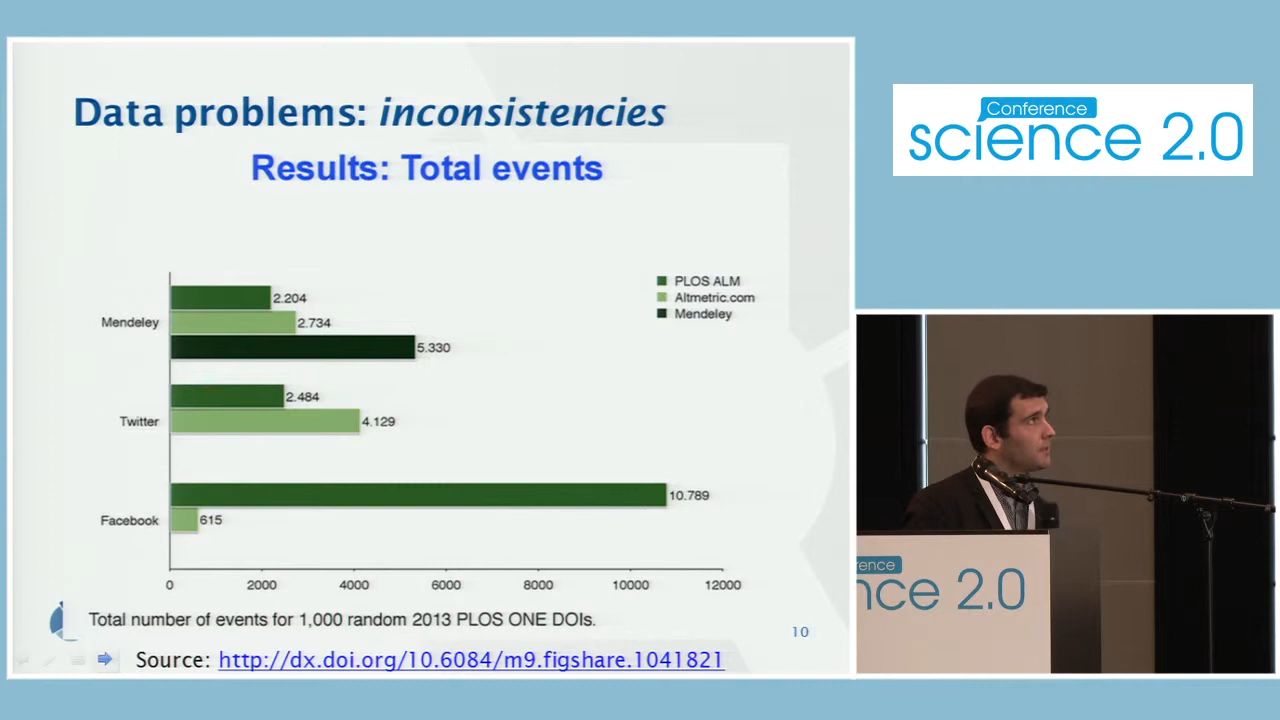 Data problems: inconsistencies
Results: Total events
PLOS ALM
Altmetric.com
Mendeley
Mendeley
2.204
2.734
5.330
Twitter
2.484
4.129
Facebook
10.789
615
0 2000 4000 6000 8000 10000 12000
Total number of events for 1,000 random 2013 PLOS ONE DOIs.
10
Source: http://dx.doi.org/10.6084/m9.figshare.1041821
Conference
science 2.0
ence
nce 2.0